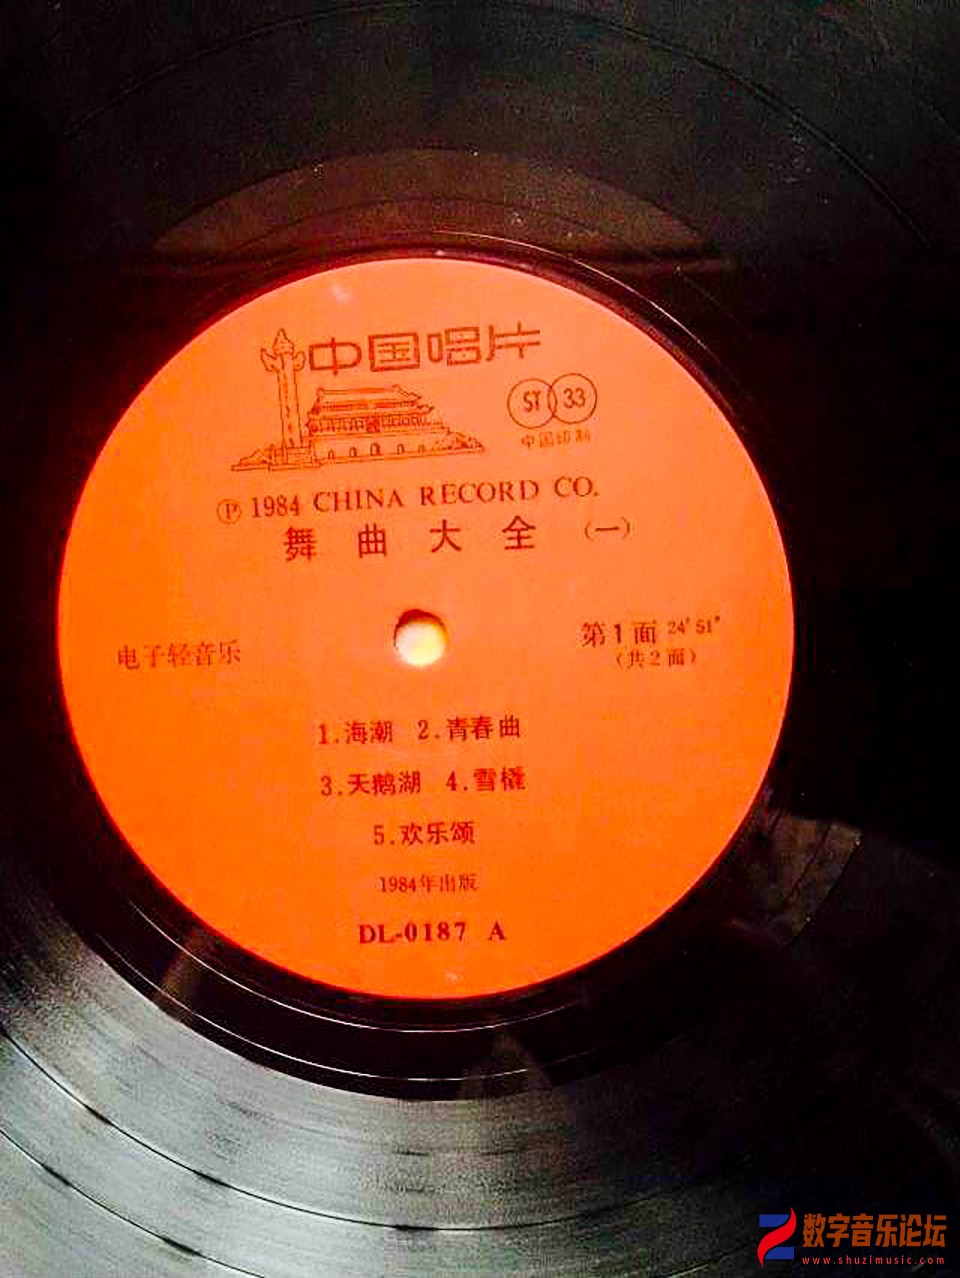 中国唱片
ST 33
中国印制
Ⓟ 1984 CHINA RECORD CO.
舞曲大全 (一)
电子轻音乐
第1面 24'51"
(共2面)
1.海潮 2.青春曲
3.天鹅湖 4.雪橇
5.欢乐颂
1984年出版
DL-0187 A
数字音乐论坛
www.shuzimusic.com